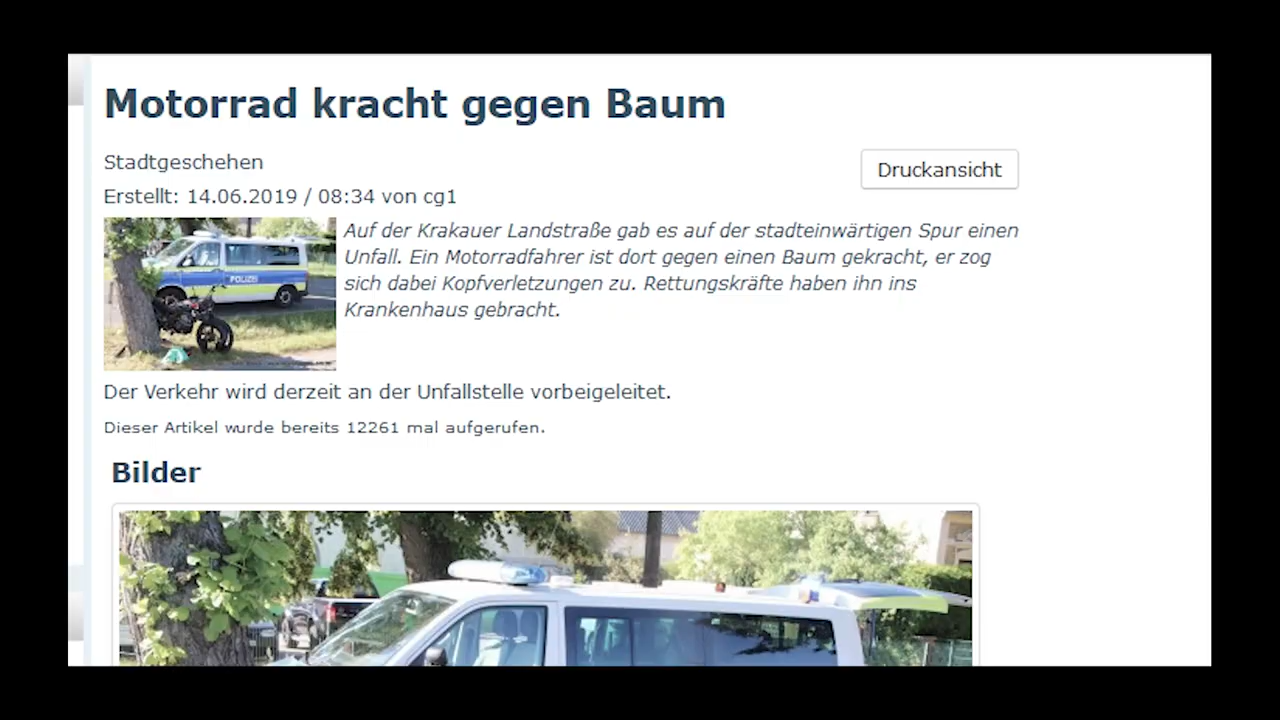 Motorrad kracht gegen Baum
Stadtgeschehen
Druckansicht
Erstellt: 14.06.2019 / 08:34 von cg1
Auf der Krakauer Landstraße gab es auf der stadteinwärtigen Spur einen
Unfall. Ein Motorradfahrer ist dort gegen einen Baum gekracht, er zog
sich dabei Kopfverletzungen zu. Rettungskräfte haben ihn ins
Krankenhaus gebracht.
POLIZEI
Der Verkehr wird derzeit an der Unfallstelle vorbeigeleitet.
Dieser Artikel wurde bereits 12261 mal aufgerufen.
Bilder